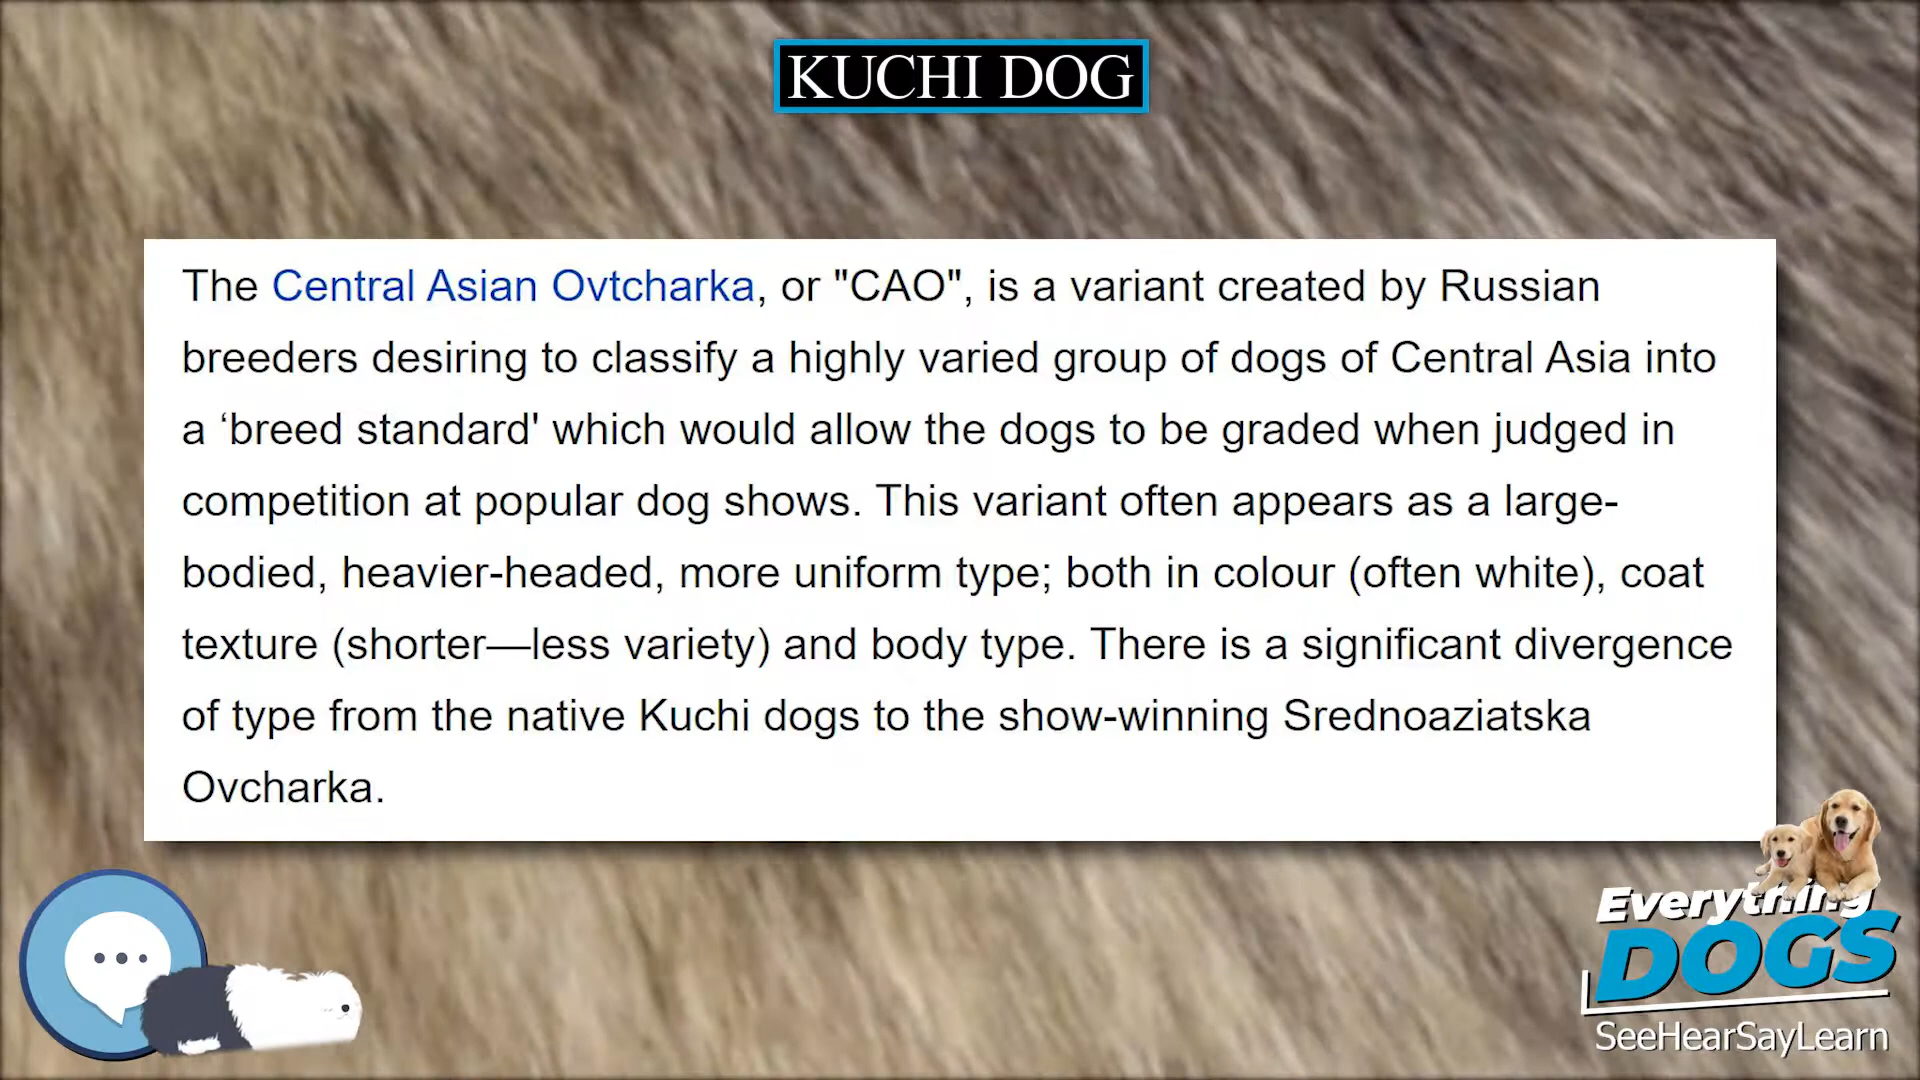 KUCHI DOG
The Central Asian Ovtcharka, or "CAO", is a variant created by Russian
breeders desiring to classify a highly varied group of dogs of Central Asia into
a ‘breed standard' which would allow the dogs to be graded when judged in
competition at popular dog shows. This variant often appears as a large-
bodied, heavier-headed, more uniform type; both in colour (often white), coat
texture (shorter—less variety) and body type. There is a significant divergence
of type from the native Kuchi dogs to the show-winning Srednoaziatska
Ovcharka.
Everything
DOGS
SeeHearSayLearn